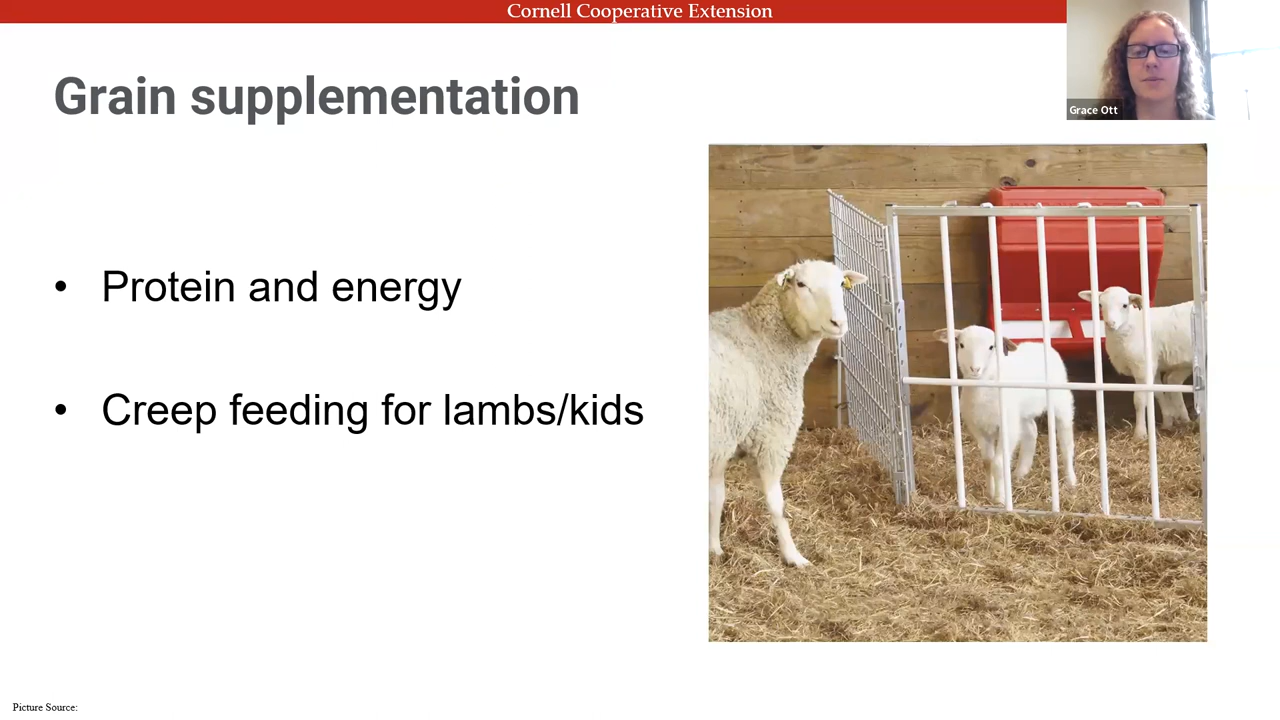 Cornell Cooperative Extension
Grace Ott
Grain supplementation
• Protein and energy
• Creep feeding for lambs/kids
Picture Source: